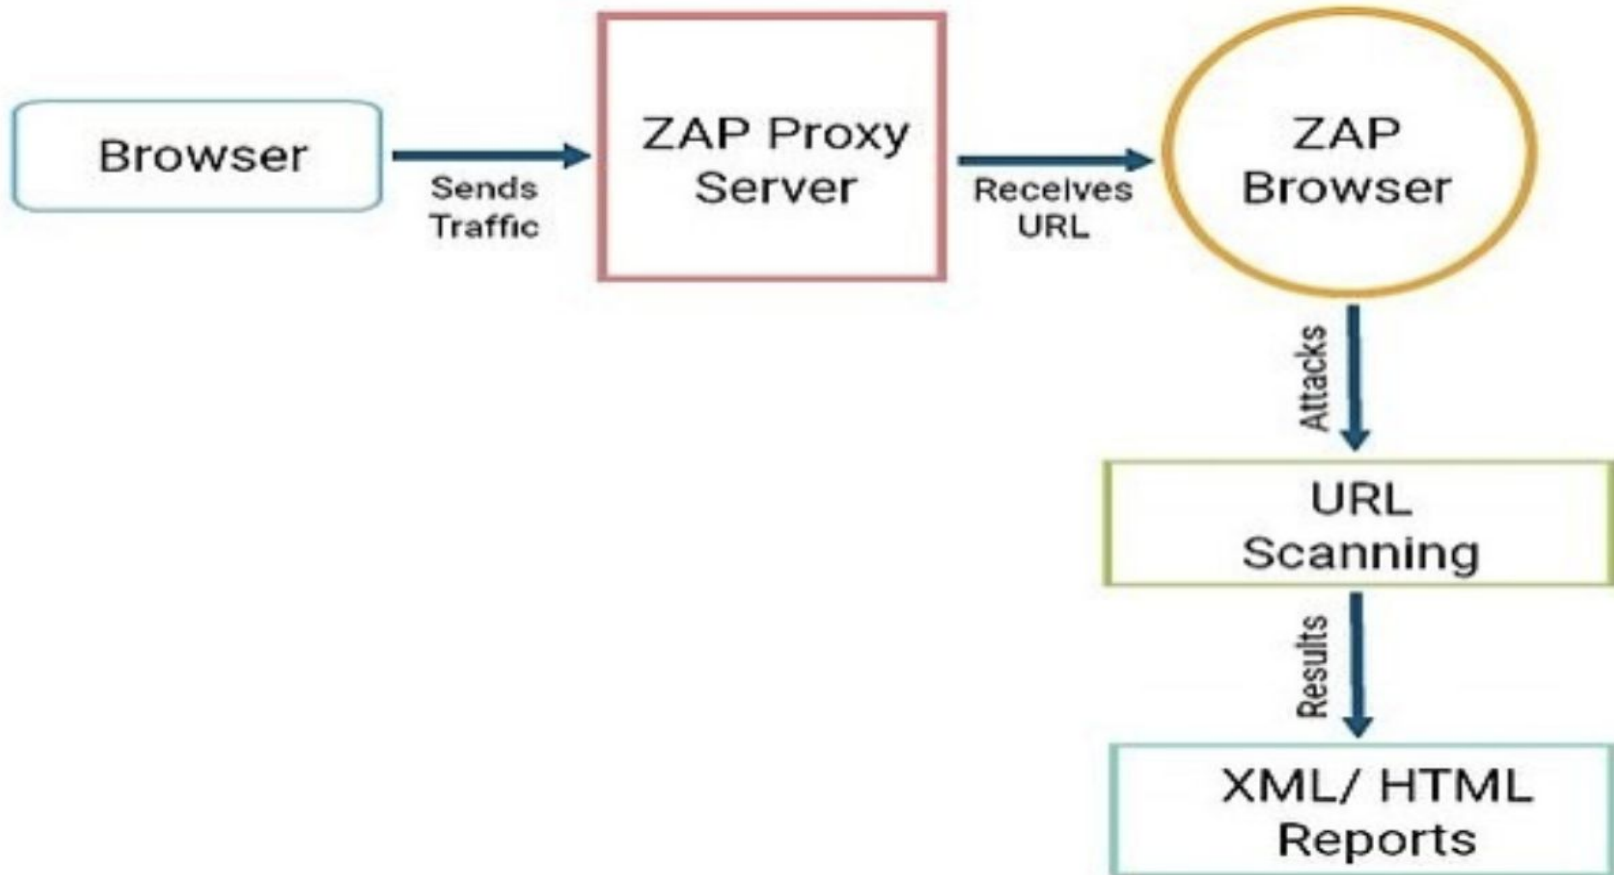 Browser
Sends
Traffic
ZAP Proxy
Server
Receives
URL
ZAP
Browser
Attacks
URL
Scanning
Results
XML/ HTML
Reports